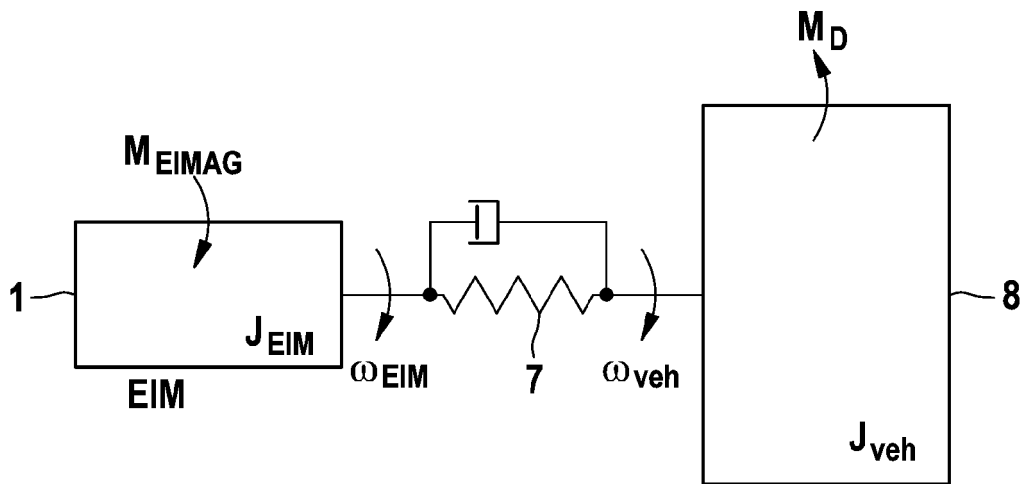 M_D
M_EIMAG
1
J_EIM
EIM
ω_EIM
7
ω_veh
8
J_veh